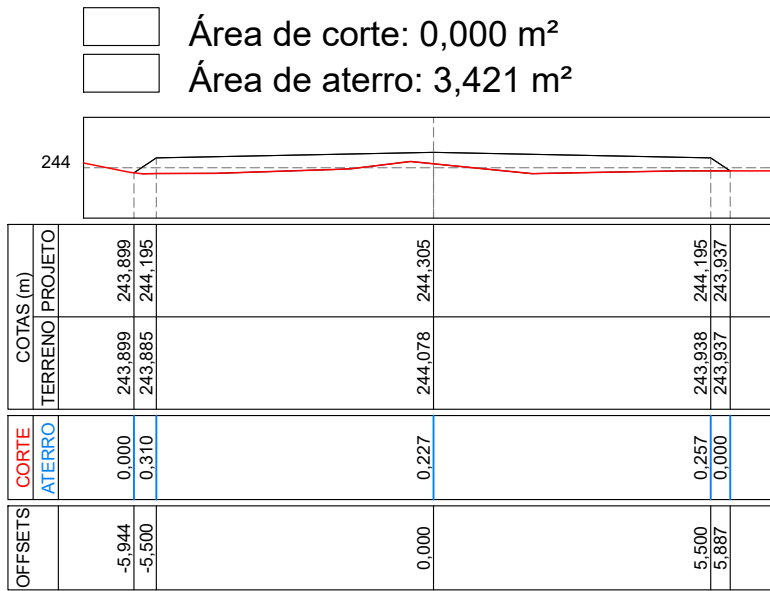 Área de corte: 0,000 m²
Área de aterro: 3,421 m²
244
COTAS (m)
PROJETO
243,899
244,195
244,305
244,195
243,937
TERRENO
243,899
243,885
244,078
243,938
243,937
CORTE
ATERRO
0,000
0,310
0,227
0,257
0,000
OFFSETS
-5,944
-5,500
0,000
5,500
5,887